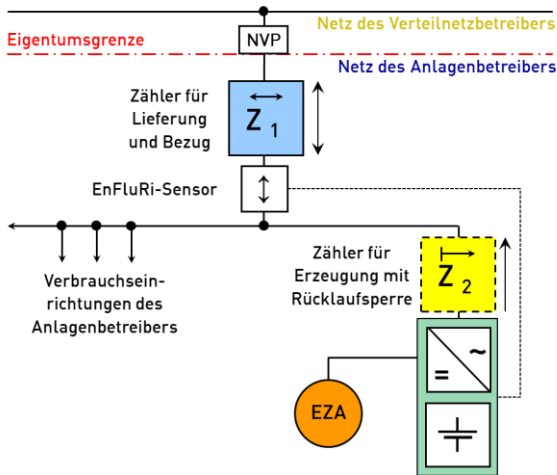 Netz des Verteilnetzbetreibers
Eigentumsgrenze
NVP
Netz des Anlagenbetreibers
Zähler für
Lieferung
und Bezug
Z 1
EnFluRi-Sensor
Zähler für
Erzeugung mit
Rücklaufsperre
Z 2
Verbrauchsein-
richtungen des
Anlagenbetreibers
EZA
~
=